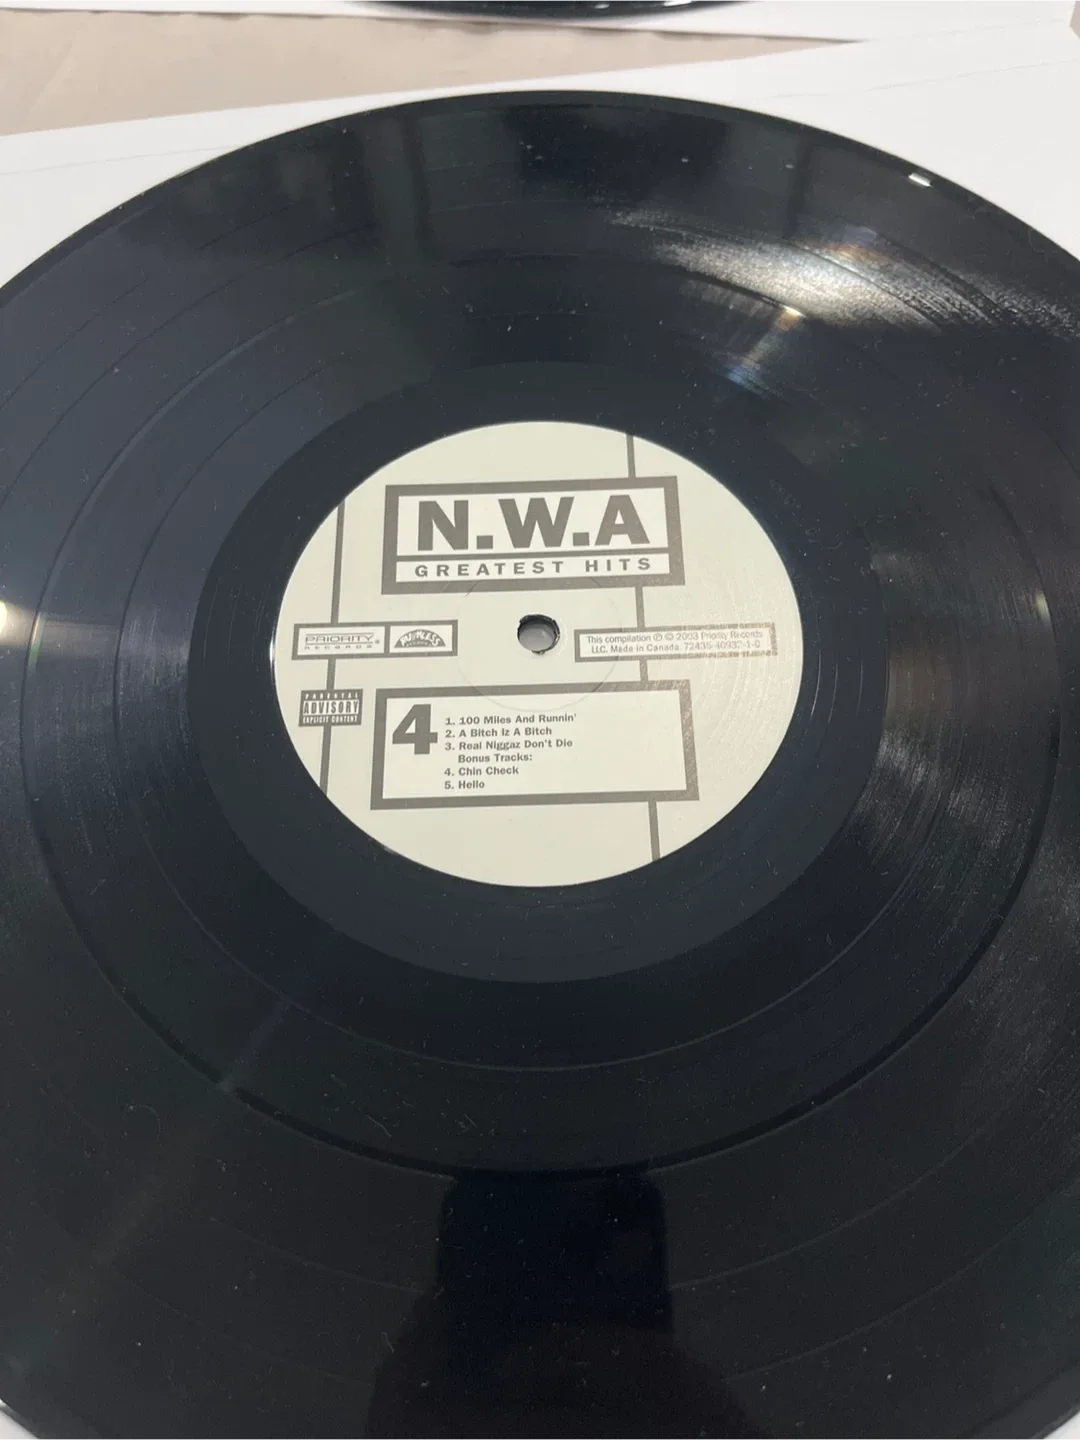 N.W.A
GREATEST HITS
PRIORITY
RECORDS
RUTHLESS
This compilation ℗ © 2003 Priority Records
LLC. Made in Canada. 72435-40937-1-0
PARENTAL
ADVISORY
EXPLICIT CONTENT
4
1. 100 Miles And Runnin'
2. A Bitch Iz A Bitch
3. Real Niggaz Don't Die
Bonus Tracks:
4. Chin Check
5. Hello